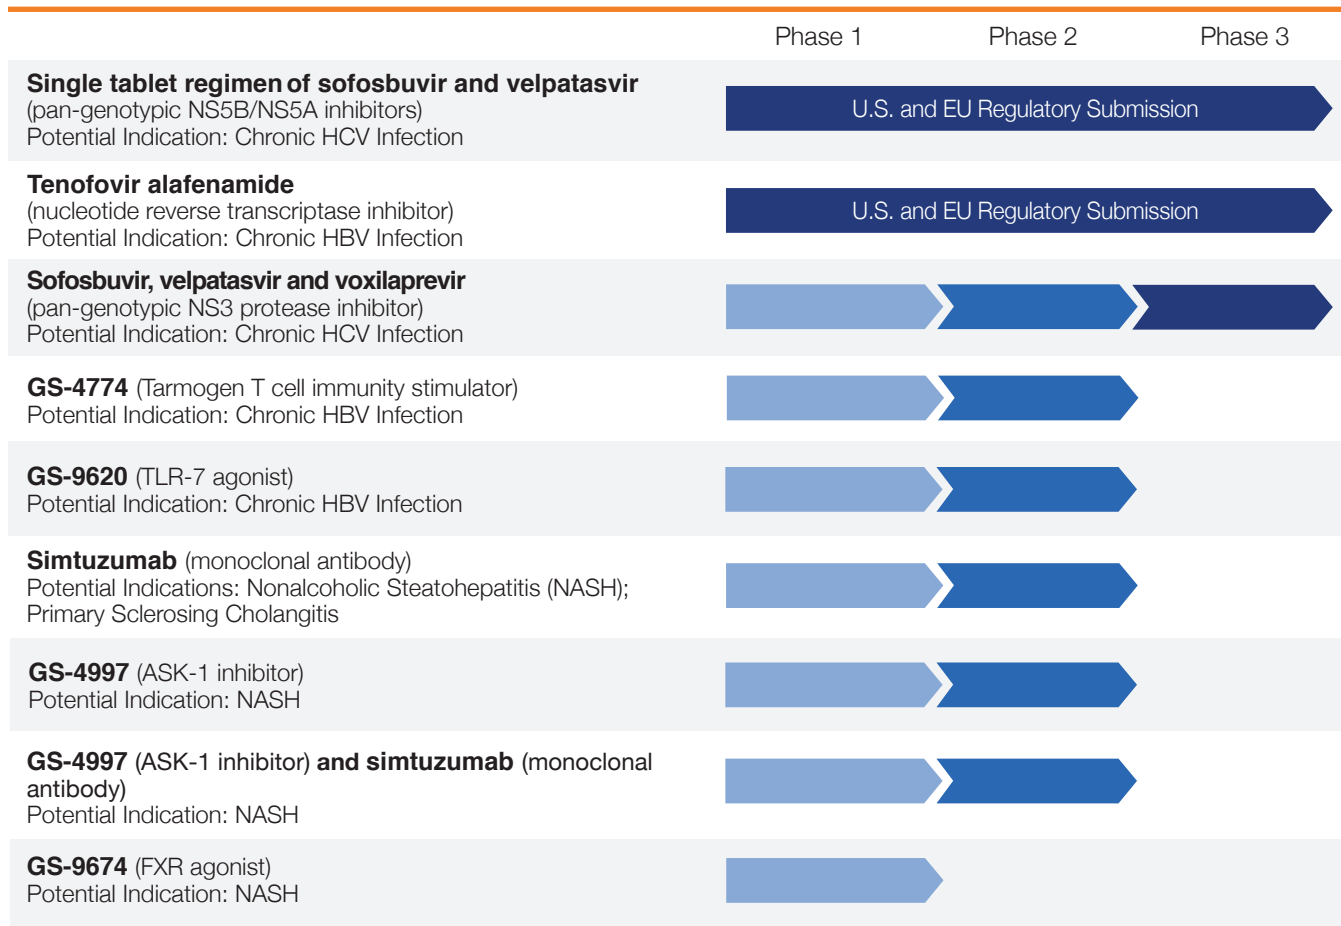 Phase 1 Phase 2 Phase 3
Single tablet regimen of sofosbuvir and velpatasvir
(pan-genotypic NS5B/NS5A inhibitors)
Potential Indication: Chronic HCV Infection
U.S. and EU Regulatory Submission
Tenofovir alafenamide
(nucleotide reverse transcriptase inhibitor)
Potential Indication: Chronic HBV Infection
U.S. and EU Regulatory Submission
Sofosbuvir, velpatasvir and voxilaprevir
(pan-genotypic NS3 protease inhibitor)
Potential Indication: Chronic HCV Infection
GS-4774 (Tarmogen T cell immunity stimulator)
Potential Indication: Chronic HBV Infection
GS-9620 (TLR-7 agonist)
Potential Indication: Chronic HBV Infection
Simtuzumab (monoclonal antibody)
Potential Indications: Nonalcoholic Steatohepatitis (NASH);
Primary Sclerosing Cholangitis
GS-4997 (ASK-1 inhibitor)
Potential Indication: NASH
GS-4997 (ASK-1 inhibitor) and simtuzumab (monoclonal
antibody)
Potential Indication: NASH
GS-9674 (FXR agonist)
Potential Indication: NASH